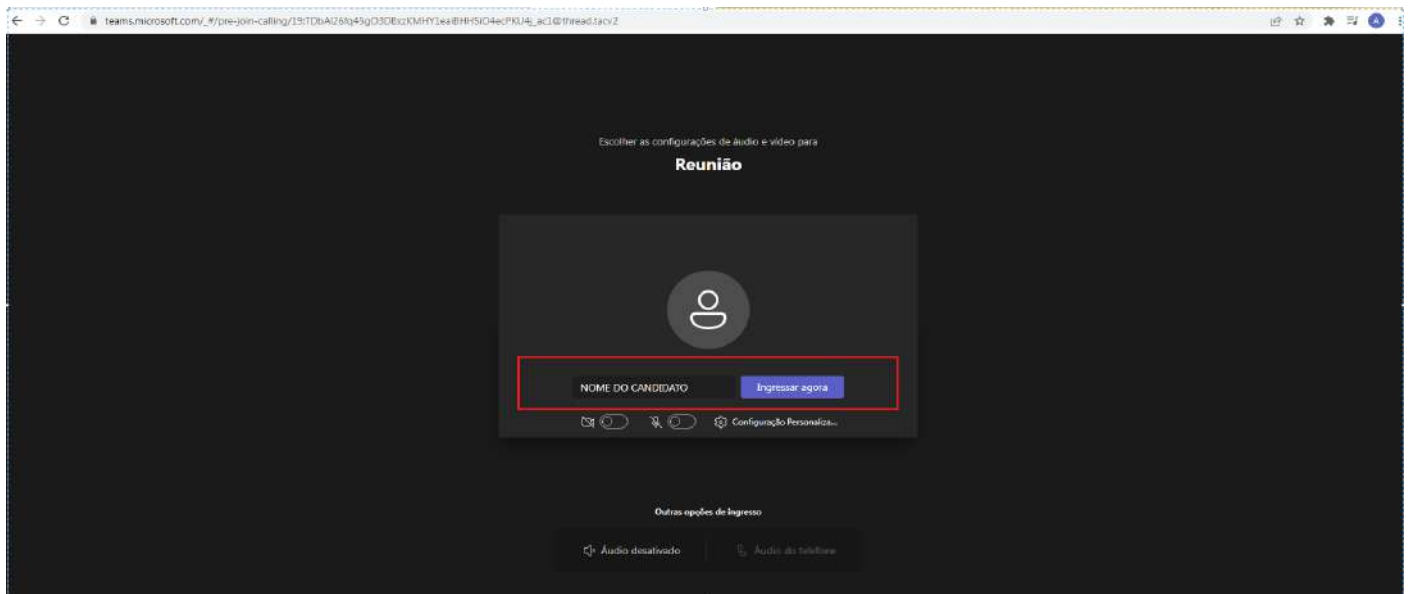 Escolher as configurações de áudio e vídeo para
Reunião
NOME DO CANDIDATO
Ingressar agora
Configuração Personaliza...
Outras opções de ingresso
Áudio desativado
Áudio do telefone